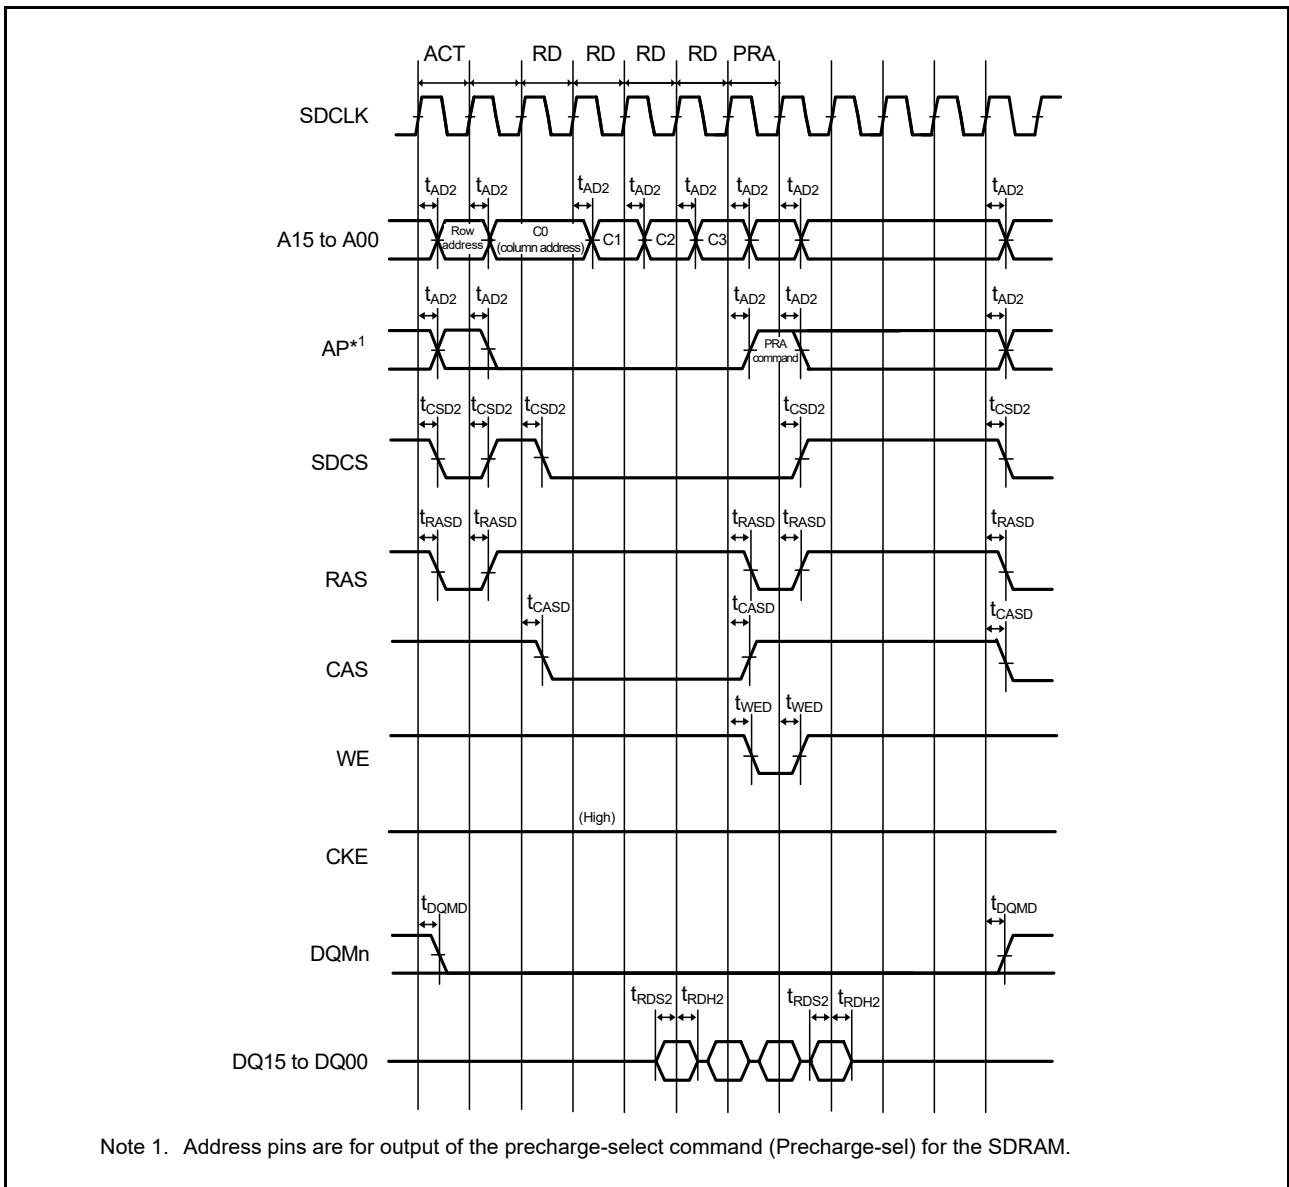 ACT RD RD RD RD PRA
SDCLK
tAD2 tAD2 tAD2 tAD2 tAD2 tAD2 tAD2 tAD2
A15 to A00
Row address
C0 (column address)
C1
C2
C3
tAD2 tAD2 tAD2 tAD2 tAD2
AP*1
PRA command
tCSD2 tCSD2 tCSD2 tCSD2 tCSD2
SDCS
tRASD tRASD tRASD tRASD tRASD
RAS
tCASD tCASD tCASD
CAS
tWED tWED
WE
(High)
CKE
tDQMD tDQMD
DQMn
tRDS2 tRDH2 tRDS2 tRDH2
DQ15 to DQ00
Note 1. Address pins are for output of the precharge-select command (Precharge-sel) for the SDRAM.